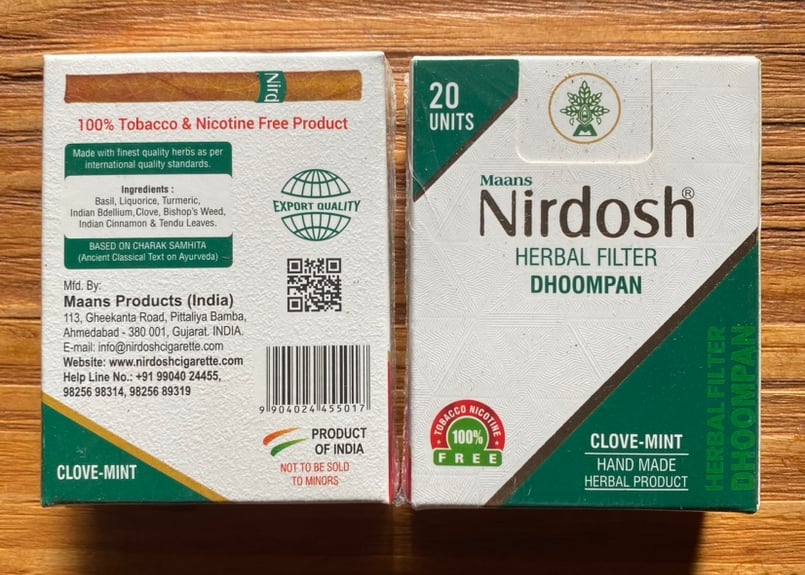 Nird
100% Tobacco & Nicotine Free Product
Made with finest quality herbs as per
international quality standards.
Ingredients :
Basil, Liquorice, Turmeric,
Indian Bdellium,Clove, Bishop's Weed,
Indian Cinnamon & Tendu Leaves.
BASED ON CHARAK SAMHITA
(Ancient Classical Text on Ayurveda)
EXPORT QUALITY
Mfd. By:
Maans Products (India)
113, Gheekanta Road, Pittaliya Bamba,
Ahmedabad - 380 001, Gujarat. INDIA.
E-mail: info@nirdoshcigarette.com
Website: www.nirdoshcigarette.com
Help Line No.: +91 99040 24455,
98256 98314, 98256 89319
9 904024 455017
PRODUCT
OF INDIA
NOT TO BE SOLD
TO MINORS
CLOVE-MINT
20
UNITS
Maans
Nirdosh®
HERBAL FILTER
DHOOMPAN
TOBACCO NICOTINE
100%
FREE
CLOVE-MINT
HAND MADE
HERBAL PRODUCT
HERBAL FILTER
DHOOMPAN